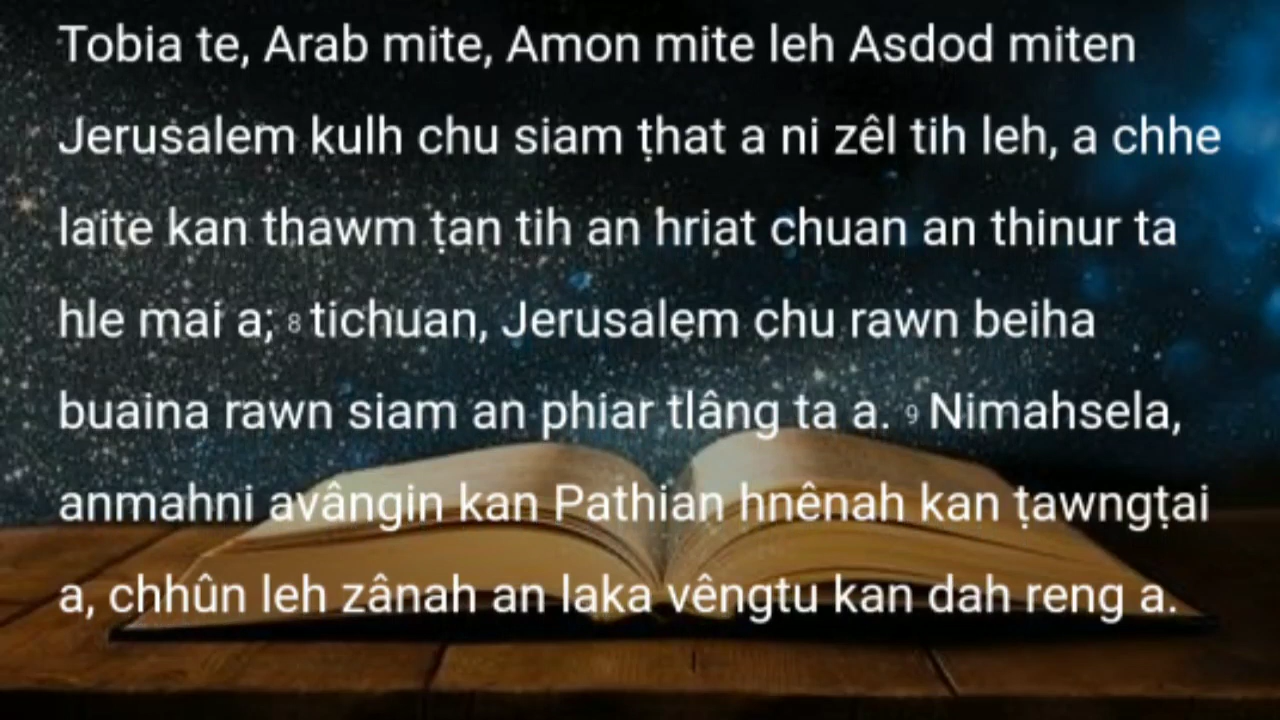 Tobia te, Arab mite, Amon mite leh Asdod miten
Jerusalem kulh chu siam ṭhat a ni zêl tih leh, a chhe
laite kan thawm ṭan tih an hriat chuan an thinur ta
hle mai a; 8 tichuan, Jerusalem chu rawn beiha
buaina rawn siam an phiar tlâng ta a. 9 Nimahsela,
anmahni avângin kan Pathian hnênah kan ṭawngṭai
a, chhûn leh zânah an laka vêngtu kan dah reng a.